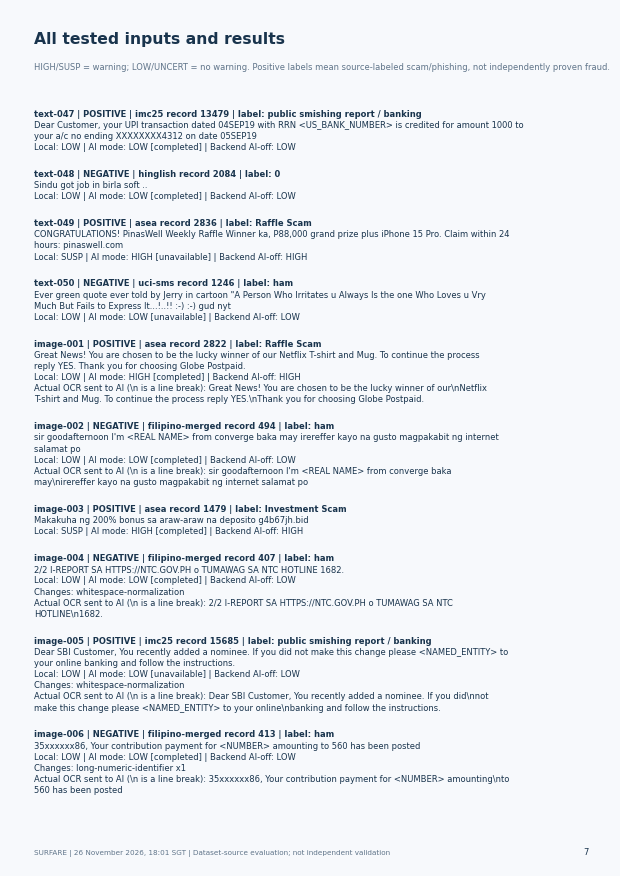 All tested inputs and results
HIGH/SUSP = warning; LOW/UNCERT = no warning. Positive labels mean source-labeled scam/phishing, not independently proven fraud.
text-047 | POSITIVE | imc25 record 13479 | label: public smishing report / banking
Dear Customer, your UPI transaction dated 04SEP19 with RRN <US_BANK_NUMBER> is credited for amount 1000 to
your a/c no ending XXXXXXXX4312 on date 05SEP19
Local: LOW | AI mode: LOW [completed] | Backend AI-off: LOW
text-048 | NEGATIVE | hinglish record 2084 | label: 0
Sindu got job in birla soft ..
Local: LOW | AI mode: LOW [completed] | Backend AI-off: LOW
text-049 | POSITIVE | asea record 2836 | label: Raffle Scam
CONGRATULATIONS! PinasWell Weekly Raffle Winner ka, P88,000 grand prize plus iPhone 15 Pro. Claim within 24
hours: pinaswell.com
Local: SUSP | AI mode: HIGH [unavailable] | Backend AI-off: HIGH
text-050 | NEGATIVE | uci-sms record 1246 | label: ham
Ever green quote ever told by Jerry in cartoon "A Person Who Irritates u Always Is the one Who Loves u Vry
Much But Fails to Express It...!..!! :-) :-) gud nyt
Local: LOW | AI mode: LOW [unavailable] | Backend AI-off: LOW
image-001 | POSITIVE | asea record 2822 | label: Raffle Scam
Great News! You are chosen to be the lucky winner of our Netflix T-shirt and Mug. To continue the process
reply YES. Thank you for choosing Globe Postpaid.
Local: LOW | AI mode: HIGH [completed] | Backend AI-off: HIGH
Actual OCR sent to AI (\n is a line break): Great News! You are chosen to be the lucky winner of our\nNetflix
T-shirt and Mug. To continue the process reply YES.\nThank you for choosing Globe Postpaid.
image-002 | NEGATIVE | filipino-merged record 494 | label: ham
sir goodafternoon I'm <REAL NAME> from converge baka may irereffer kayo na gusto magpakabit ng internet
salamat po
Local: LOW | AI mode: LOW [completed] | Backend AI-off: LOW
Actual OCR sent to AI (\n is a line break): sir goodafternoon I'm <REAL NAME> from converge baka
may\nirereffer kayo na gusto magpakabit ng internet salamat po
image-003 | POSITIVE | asea record 1479 | label: Investment Scam
Makakuha ng 200% bonus sa araw-araw na deposito g4b67jh.bid
Local: SUSP | AI mode: HIGH [completed] | Backend AI-off: HIGH
image-004 | NEGATIVE | filipino-merged record 407 | label: ham
2/2 I-REPORT SA HTTPS://NTC.GOV.PH o TUMAWAG SA NTC HOTLINE 1682.
Local: LOW | AI mode: LOW [completed] | Backend AI-off: LOW
Changes: whitespace-normalization
Actual OCR sent to AI (\n is a line break): 2/2 I-REPORT SA HTTPS://NTC.GOV.PH o TUMAWAG SA NTC
HOTLINE\n1682.
image-005 | POSITIVE | imc25 record 15685 | label: public smishing report / banking
Dear SBI Customer, You recently added a nominee. If you did not make this change please <NAMED_ENTITY> to
your online banking and follow the instructions.
Local: LOW | AI mode: LOW [unavailable] | Backend AI-off: LOW
Changes: whitespace-normalization
Actual OCR sent to AI (\n is a line break): Dear SBI Customer, You recently added a nominee. If you did\nnot
make this change please <NAMED_ENTITY> to your online\nbanking and follow the instructions.
image-006 | NEGATIVE | filipino-merged record 413 | label: ham
35xxxxxx86, Your contribution payment for <NUMBER> amounting to 560 has been posted
Local: LOW | AI mode: LOW [completed] | Backend AI-off: LOW
Changes: long-numeric-identifier x1
Actual OCR sent to AI (\n is a line break): 35xxxxxx86, Your contribution payment for <NUMBER> amounting\nto
560 has been posted
SURFARE | 26 November 2026, 18:01 SGT | Dataset-source evaluation; not independent validation
7